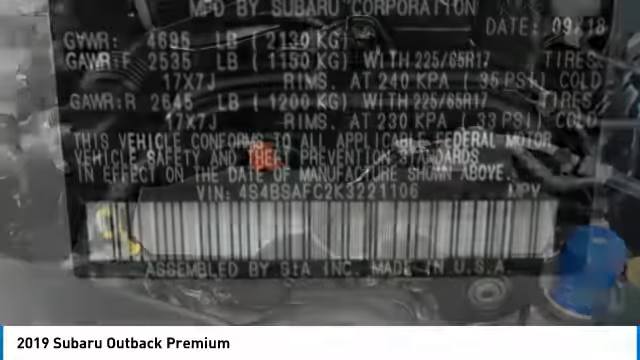 MFD BY SUBARU CORPORATION
DATE: 09/18
GVWR: 4695 LB ( 2130 KG)
GAWR:F 2535 LB ( 1150 KG) WITH 225/65R17 TIRES
17X7J RIMS. AT 240 KPA ( 35 PSI) COLD
GAWR:R 2645 LB ( 1200 KG) WITH 225/65R17 TIRES
17X7J RIMS. AT 230 KPA ( 33 PSI) COLD
THIS VEHICLE CONFORMS TO ALL APPLICABLE FEDERAL MOTOR
VEHICLE SAFETY AND THEFT PREVENTION STANDARDS
IN EFFECT ON THE DATE OF MANUFACTURE SHOWN ABOVE.
VIN: 4S4BSAFC2K3221106 MPV
ASSEMBLED BY SIA INC. MADE IN U.S.A.
2019 Subaru Outback Premium